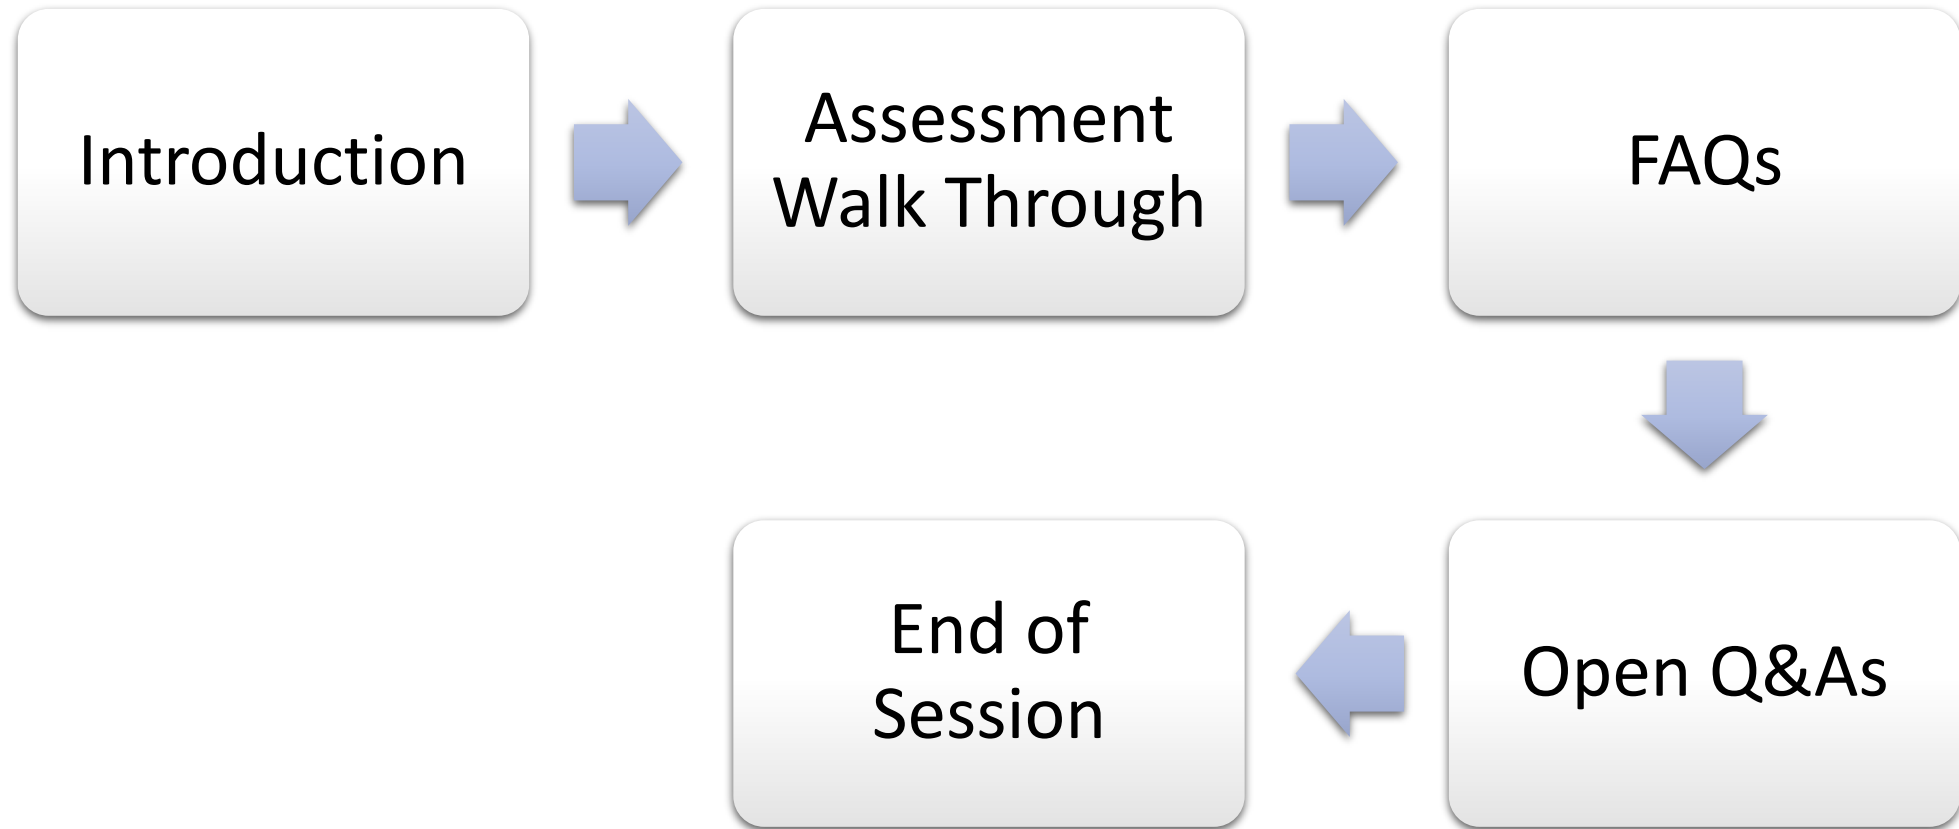 Introduction
Assessment
Walk Through
FAQs
Open Q&As
End of
Session